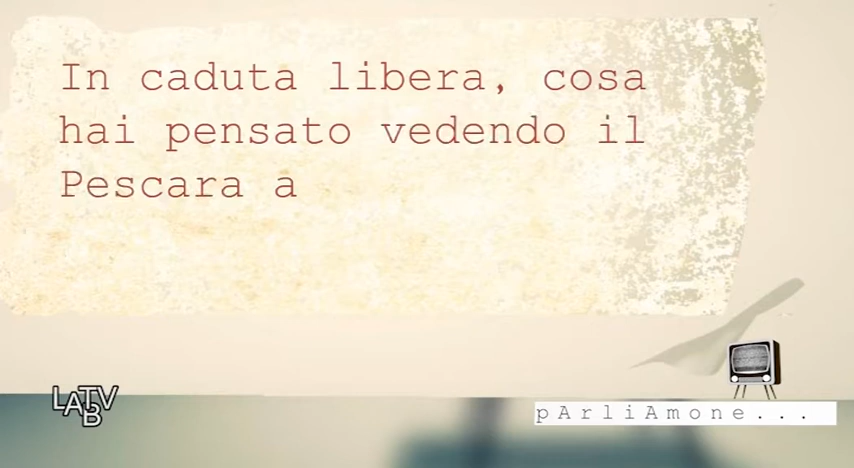 In caduta libera, cosa
hai pensato vedendo il
Pescara a
LATV
B
pArliAmone...